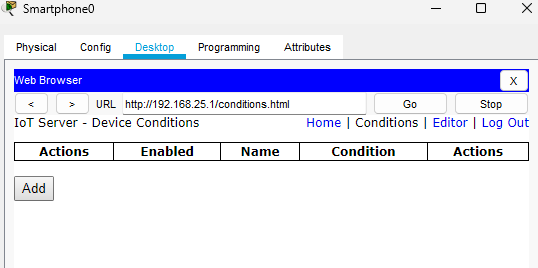 Smartphone0
Physical Config Desktop Programming Attributes
Web Browser X
< > URL http://192.168.25.1/conditions.html Go Stop
IoT Server - Device Conditions Home | Conditions | Editor | Log Out
Actions Enabled Name Condition Actions
Add